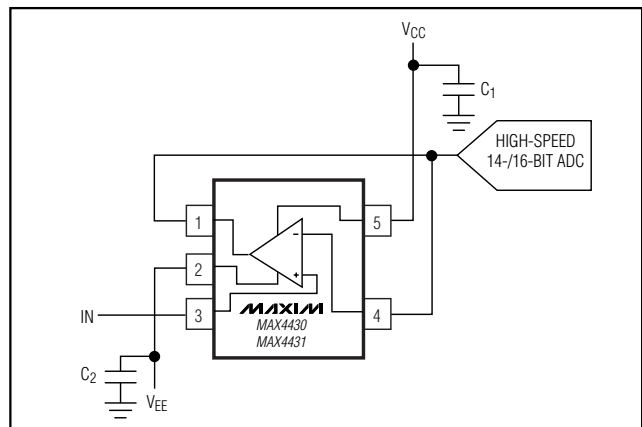 VCC
C1
HIGH-SPEED
14-/16-BIT ADC
1
5
-
2
+
IN
3
MAXIM
4
MAX4430
MAX4431
C2
VEE